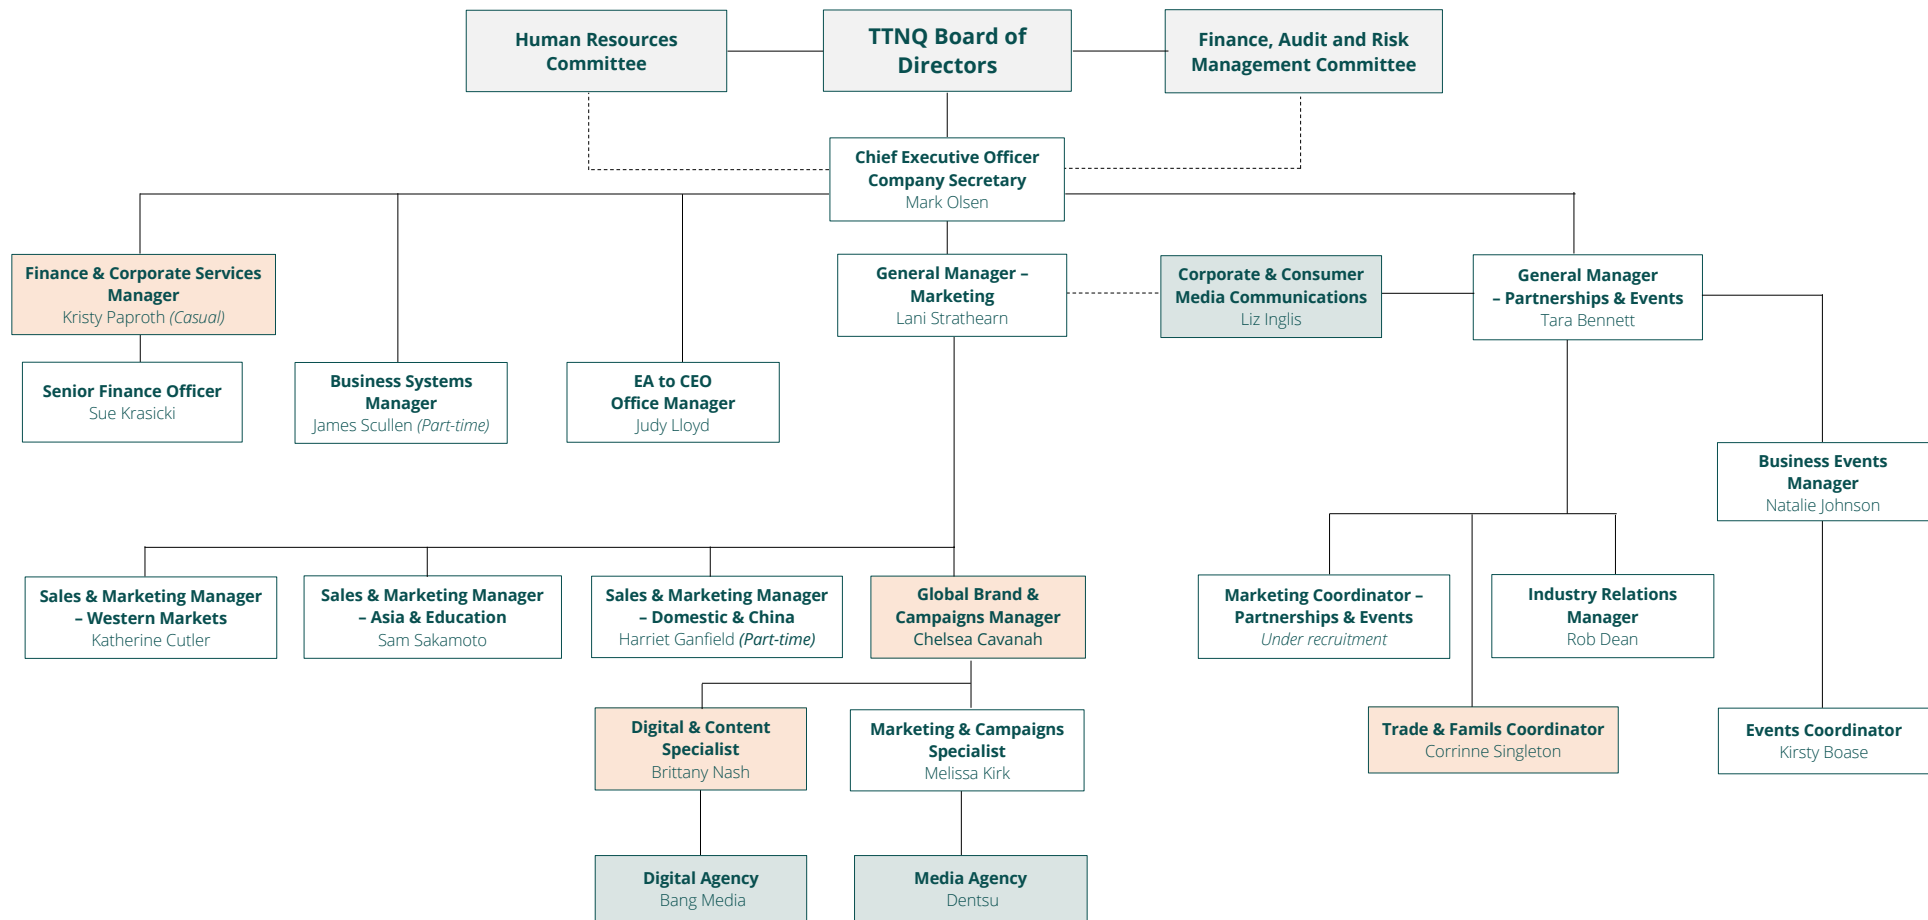 Human Resources
Committee
TTNQ Board of
Directors
Finance, Audit and Risk
Management Committee
Chief Executive Officer
Company Secretary
Mark Olsen
Finance & Corporate Services
Manager
Kristy Paproth (Casual)
General Manager –
Marketing
Lani Strathearn
Corporate & Consumer
Media Communications
Liz Inglis
General Manager
– Partnerships & Events
Tara Bennett
Senior Finance Officer
Sue Krasicki
Business Systems
Manager
James Scullen (Part-time)
EA to CEO
Office Manager
Judy Lloyd
Business Events
Manager
Natalie Johnson
Sales & Marketing Manager
– Western Markets
Katherine Cutler
Sales & Marketing Manager
– Asia & Education
Sam Sakamoto
Sales & Marketing Manager
– Domestic & China
Harriet Ganfield (Part-time)
Global Brand &
Campaigns Manager
Chelsea Cavanah
Marketing Coordinator –
Partnerships & Events
Under recruitment
Industry Relations
Manager
Rob Dean
Digital & Content
Specialist
Brittany Nash
Marketing & Campaigns
Specialist
Melissa Kirk
Trade & Famils Coordinator
Corrinne Singleton
Events Coordinator
Kirsty Boase
Digital Agency
Bang Media
Media Agency
Dentsu